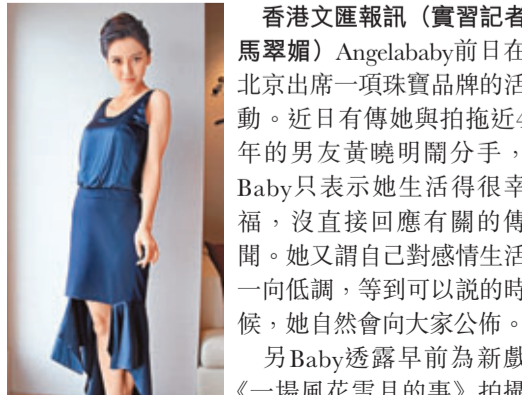 香港文匯報訊（實習記者
馬翠媚）Angelababy前日在
北京出席一項珠寶品牌的活
動。近日有傳她與拍拖近4
年的男友黃曉明鬧分手，
Baby只表示她生活得很幸
福，沒直接回應有關的傳
聞。她又謂自己對感情生活
一向低調，等到可以說的時
候，她自然會向大家公佈。
另Baby透露早前為新戲
《一場風花雪月的事》拍攝